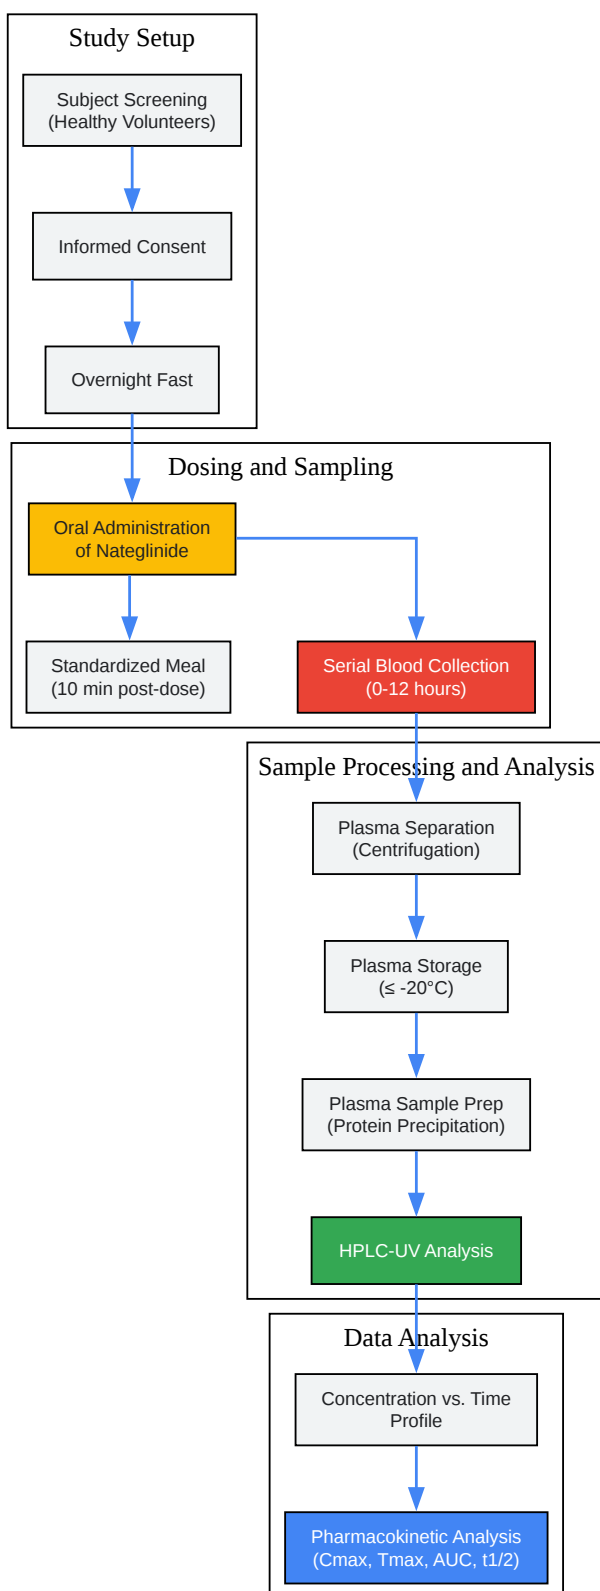 Study Setup
Subject Screening
(Healthy Volunteers)
Informed Consent
Overnight Fast
Dosing and Sampling
Oral Administration
of Nateglinide
Standardized Meal
(10 min post-dose)
Serial Blood Collection
(0-12 hours)
Sample Processing and Analysis
Plasma Separation
(Centrifugation)
Plasma Storage
(≤ -20°C)
Plasma Sample Prep
(Protein Precipitation)
HPLC-UV Analysis
Data Analysis
Concentration vs. Time
Profile
Pharmacokinetic Analysis
(Cmax, Tmax, AUC, t1/2)